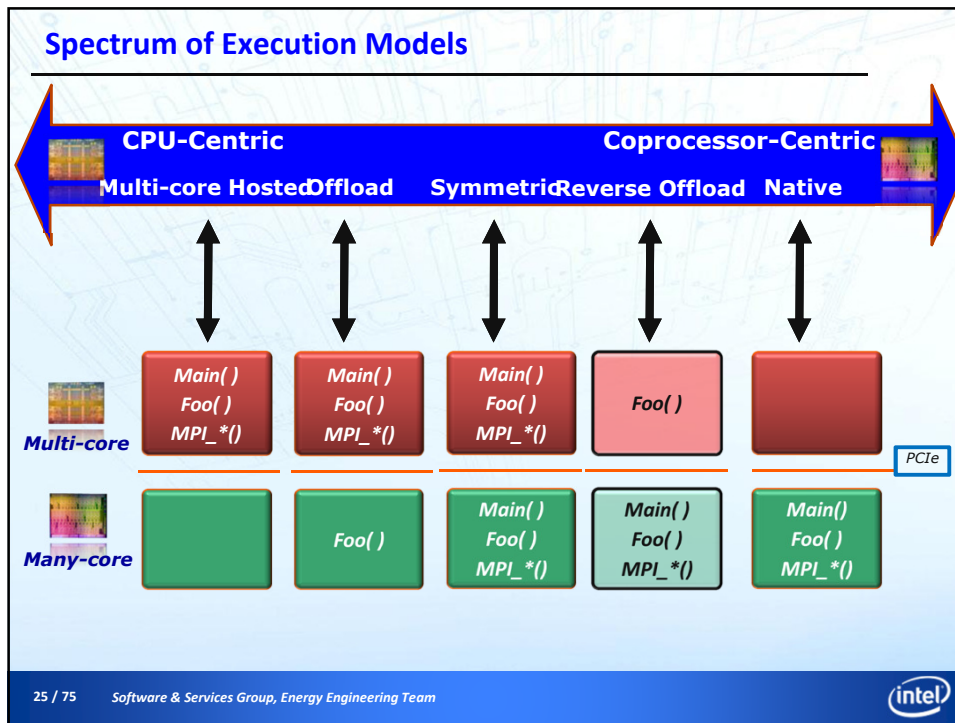 Spectrum of Execution Models
CPU-Centric
Coprocessor-Centric
Multi-core Hosted
Offload
Symmetric
Reverse Offload
Native
Main( )
Foo( )
MPI_*()
Main( )
Foo( )
MPI_*()
Main( )
Foo( )
MPI_*()
Foo( )
Multi-core
PCIe
Foo( )
Main( )
Foo( )
MPI_*()
Main( )
Foo( )
MPI_*()
Main()
Foo( )
MPI_*()
Many-core
25 / 75
Software & Services Group, Energy Engineering Team
intel